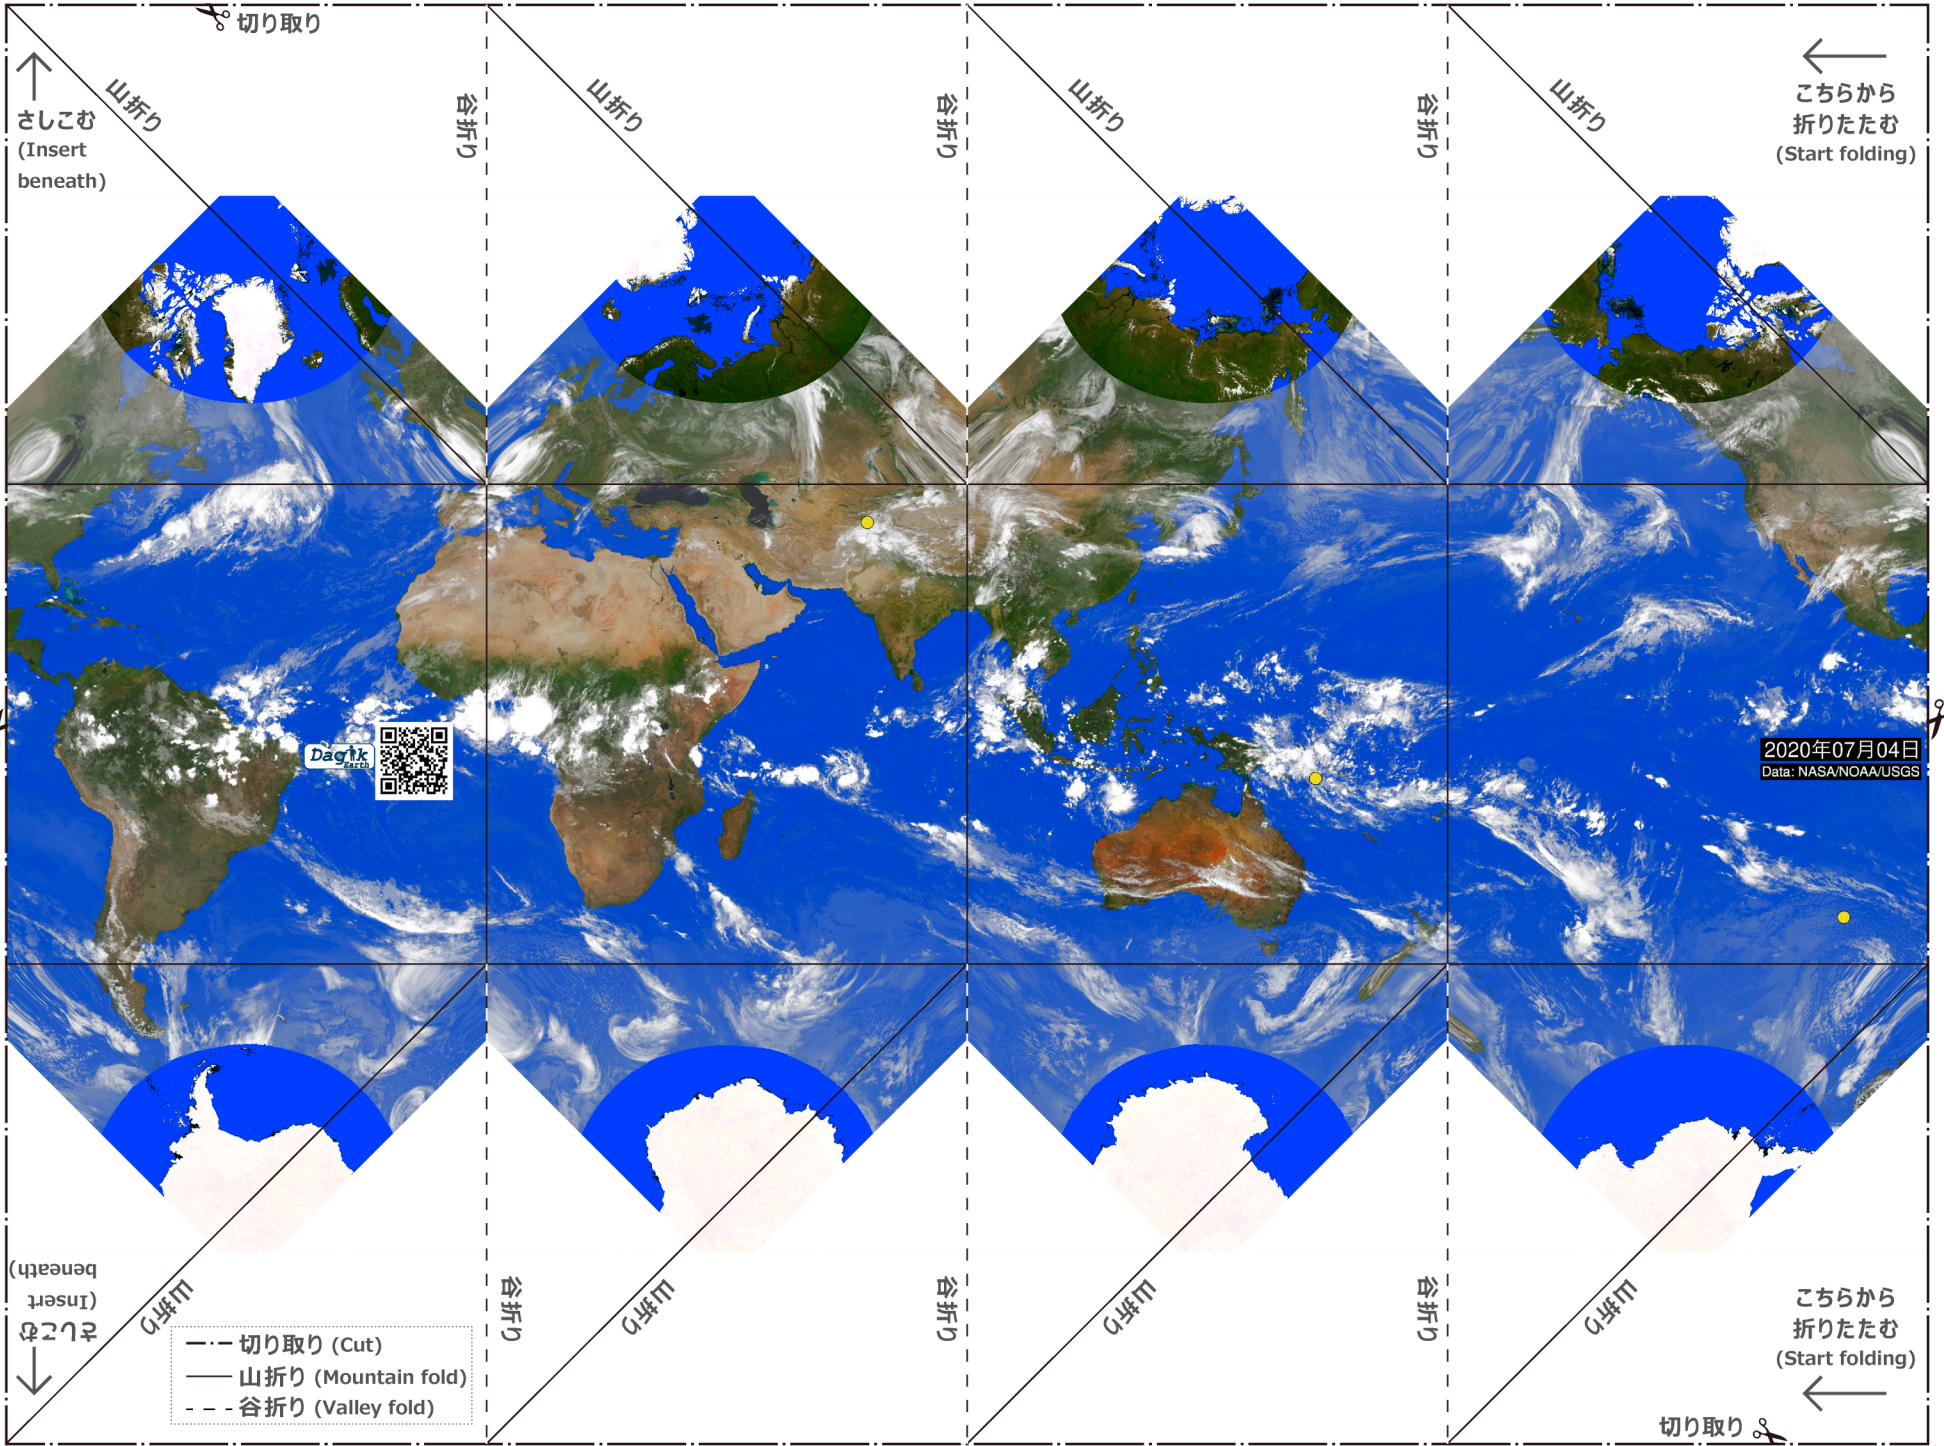 切り取り
山折り
谷折り
山折り
谷折り
山折り
谷折り
山折り
さしこむ
(Insert
beneath)
こちらから
折りたたむ
(Start folding)
Dagik
Earth
2020年07月04日
Data: NASA/NOAA/USGS
さしこむ
(Insert
beneath)
山折り
谷折り
山折り
谷折り
山折り
谷折り
山折り
こちらから
折りたたむ
(Start folding)
切り取り (Cut)
山折り (Mountain fold)
谷折り (Valley fold)
切り取り